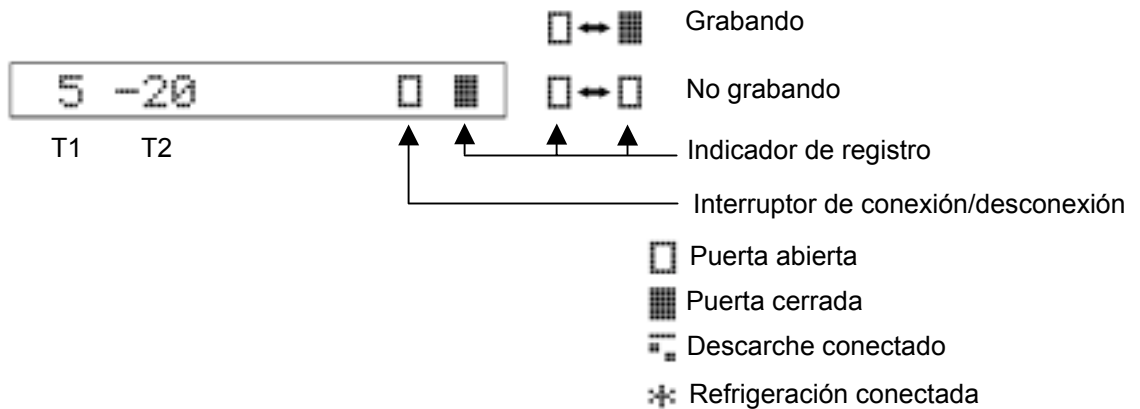 Grabando
5 -20
No grabando
T1 T2
Indicador de registro
Interruptor de conexión/desconexión
Puerta abierta
Puerta cerrada
Descarche conectado
Refrigeración conectada